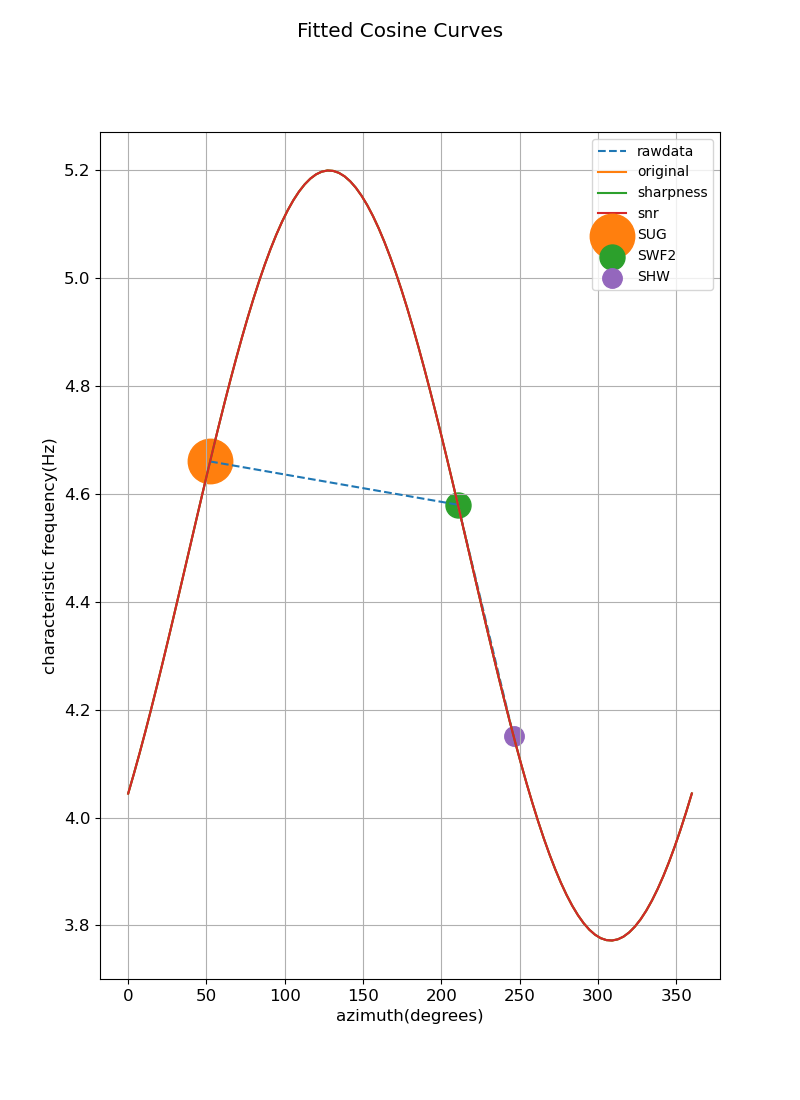 Fitted Cosine Curves
rawdata
original
sharpness
snr
SUG
SWF2
SHW
5.2
5.0
4.8
4.6
4.4
4.2
4.0
3.8
characteristic frequency(Hz)
0 50 100 150 200 250 300 350
azimuth(degrees)